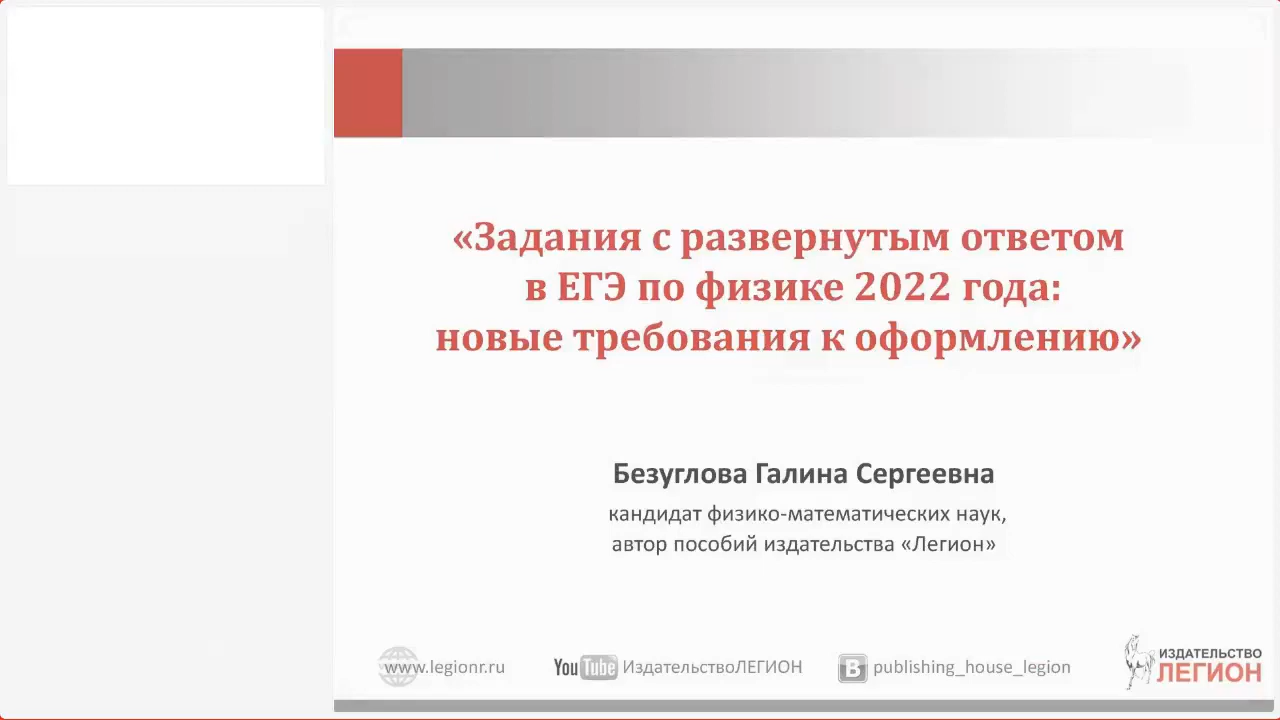 «Задания с развернутым ответом
в ЕГЭ по физике 2022 года:
новые требования к оформлению»
Безуглова Галина Сергеевна
кандидат физико-математических наук,
автор пособий издательства «Легион»
www.legionr.ru
YouTube ИздательствоЛЕГИОН
B publishing_house_legion
ИЗДАТЕЛЬСТВО
ЛЕГИОН